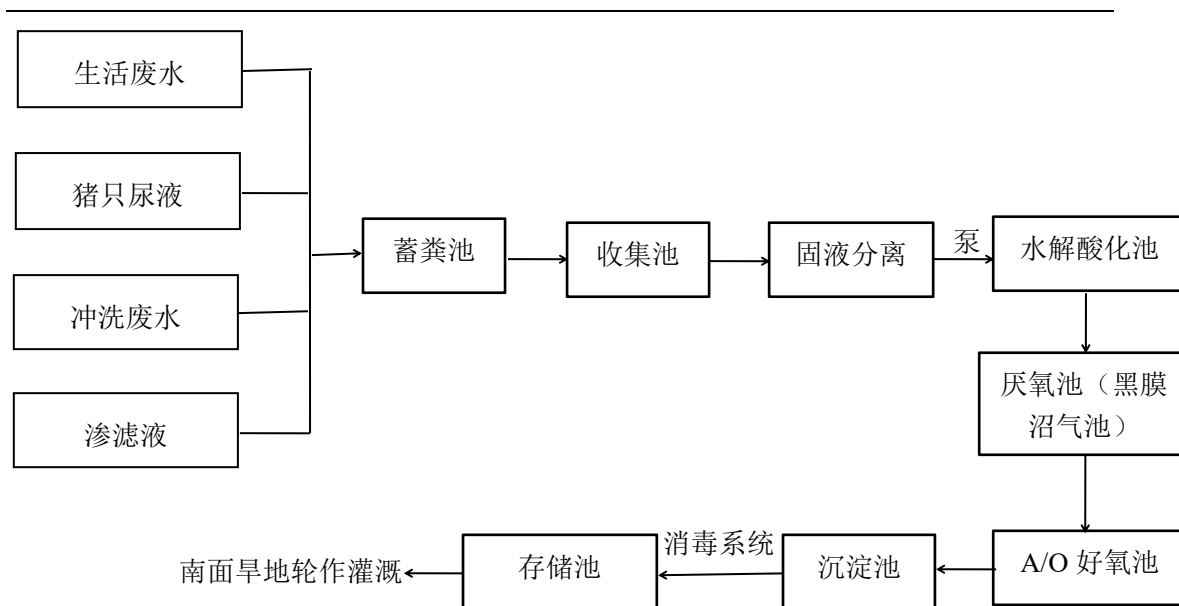 生活废水
猪只尿液
冲洗废水
渗滤液
蓄粪池
收集池
固液分离
泵
水解酸化池
厌氧池（黑膜
沼气池）
A/O 好氧池
沉淀池
消毒系统
存储池
南面旱地轮作灌溉